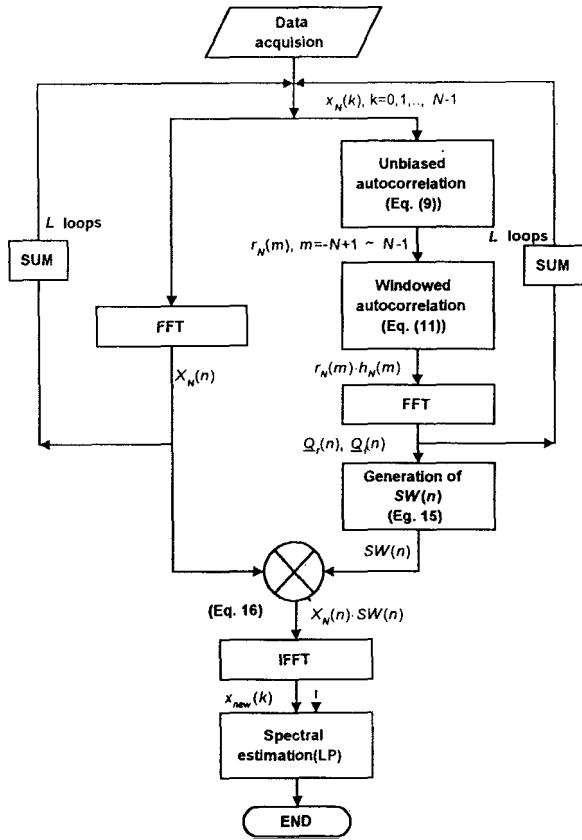 Data
acquision
x_N(k), k=0,1,.., N-1
Unbiased
autocorrelation
(Eq. (9))
L loops
r_N(m), m=-N+1 ~ N-1
L loops
SUM
SUM
Windowed
autocorrelation
(Eq. (11))
FFT
X_N(n)
r_N(m)·h_N(m)
FFT
Q_r(n), Q_i(n)
Generation of
SW(n)
(Eg. 15)
SW(n)
(Eq. 16)
X_N(n)·SW(n)
IFFT
x_new(k)
Spectral
estimation(LP)
END